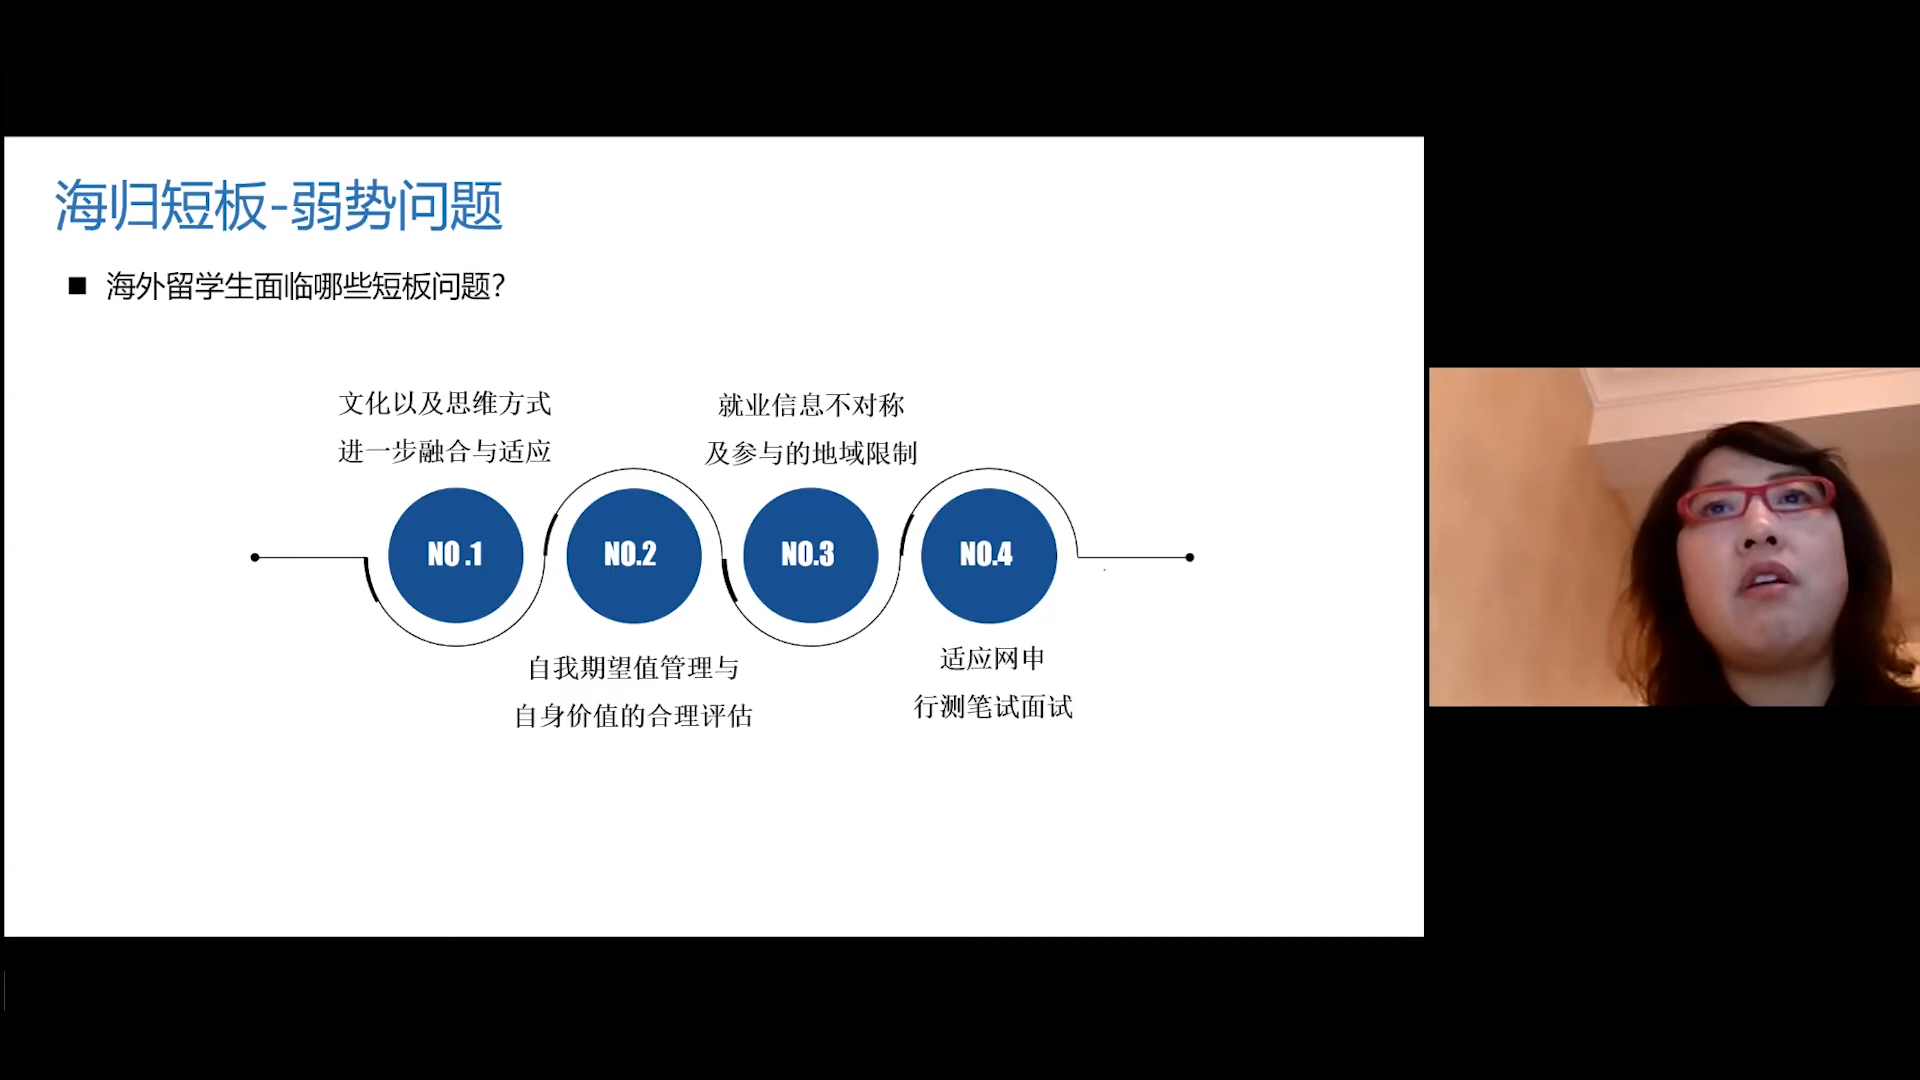 海归短板-弱势问题
■ 海外留学生面临哪些短板问题？
文化以及思维方式
进一步融合与适应
就业信息不对称
及参与的地域限制
NO .1
NO.2
NO.3
NO.4
自我期望值管理与
自身价值的合理评估
适应网申
行测笔试面试